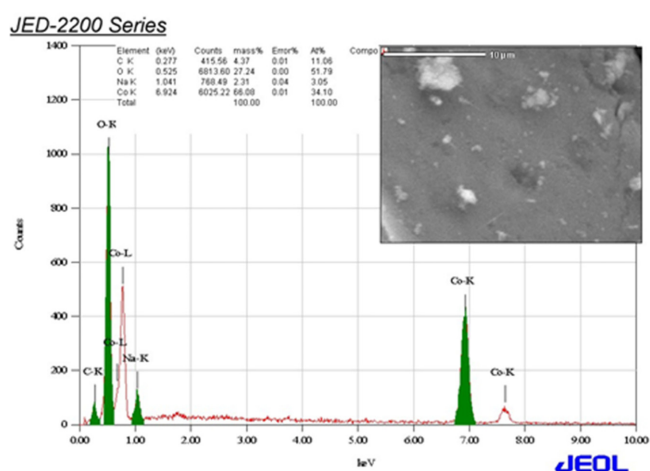 JED-2200 Series
Element (keV) Counts mass% Error% At% Compo
C K 0.277 415.56 4.37 0.01 11.06
O K 0.525 6813.60 27.24 0.00 51.79
Na K 1.041 768.49 2.31 0.04 3.05
Co K 6.924 6025.22 66.08 0.01 34.10
Total 100.00 100.00
10 µm
1400
1200
1000
800
600
400
200
0
Counts
O-K
Co-L
Co-L
C-K
Na-K
Co-K
Co-K
0.00 1.00 2.00 3.00 4.00 5.00 6.00 7.00 8.00 9.00 10.00
keV
JEOL